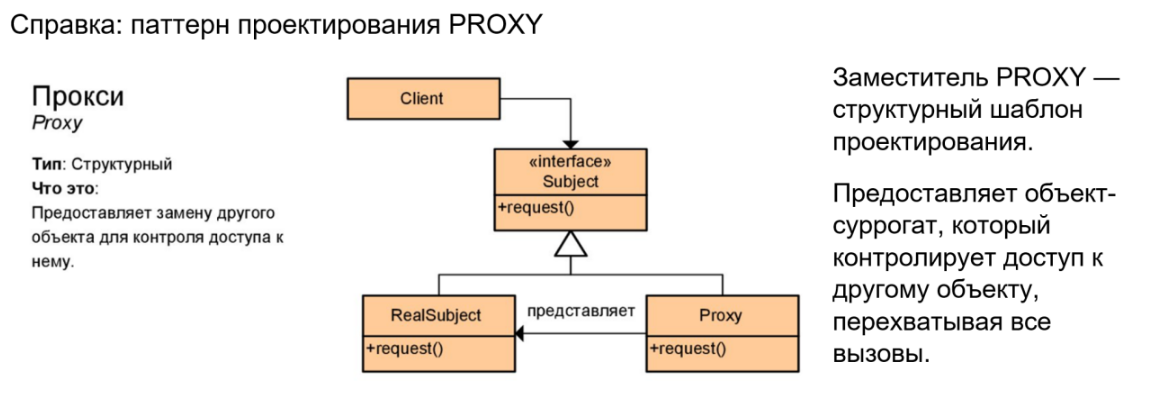 Справка: паттерн проектирования PROXY
Прокси
Proxy
Тип: Структурный
Что это:
Предоставляет замену другого
объекта для контроля доступа к
нему.
Client
«interface»
Subject
+request()
RealSubject
+request()
представляет
Proxy
+request()
Заместитель PROXY —
структурный шаблон
проектирования.
Предоставляет объект-
суррогат, который
контролирует доступ к
другому объекту,
перехватывая все
вызовы.